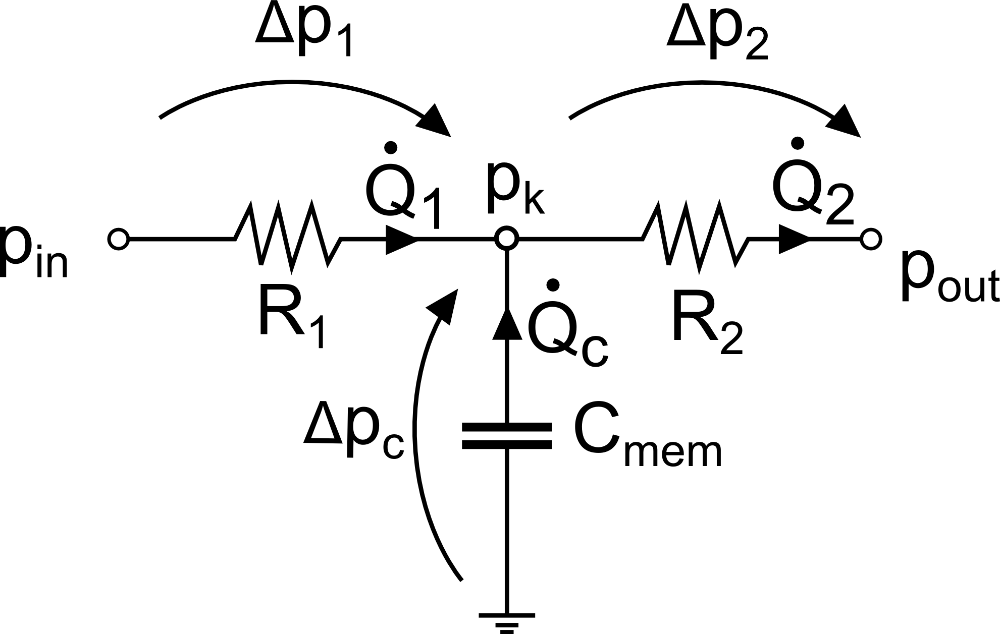 Δp₁
Δp₂
Q̇₁
pₖ
Q̇₂
pᵢₙ
R₁
R₂
pₒᵤₜ
Q̇c
Δpc
Cₘₑₘ